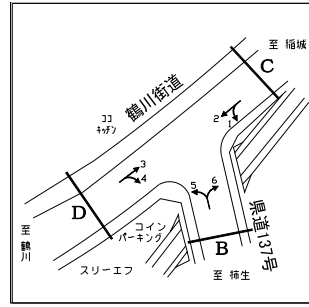 至 稲城
C
鶴川街道
ココ
キッチン
2
1
3
4
D
5
6
至
鶴
川
コイン
パーキング
B
県道137号
スリーエフ
至 柿生